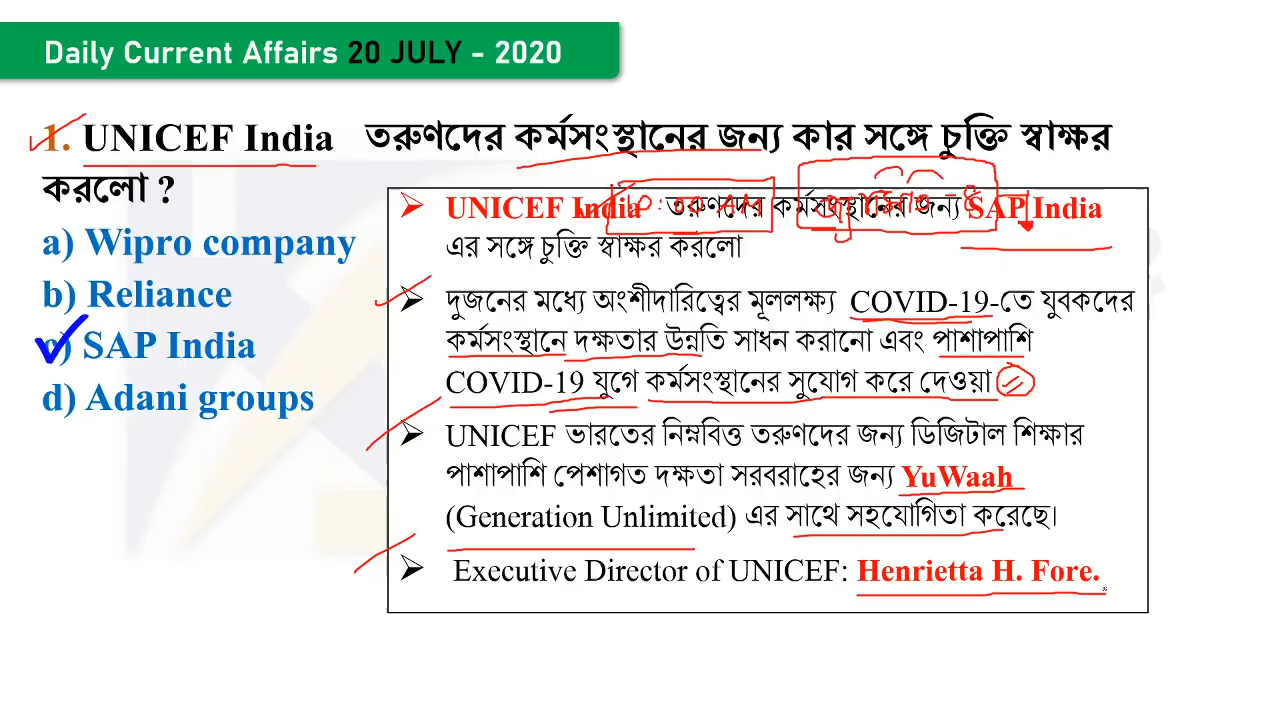 Daily Current Affairs 20 JULY - 2020
1. UNICEF India তরুণদের কর্মসংস্থানের জন্য কার সঙ্গে চুক্তি স্বাক্ষর
করলো ?
a) Wipro company
b) Reliance
c) SAP India
d) Adani groups
UNICEF India তরুণদের কর্মসংস্থানের জন্য SAP India
এর সঙ্গে চুক্তি স্বাক্ষর করলো
দুজনের মধ্যে অংশীদারিত্বের মূললক্ষ্য COVID-19-তে যুবকদের
কর্মসংস্থানে দক্ষতার উন্নতি সাধন করানো এবং পাশাপাশি
COVID-19 যুগে কর্মসংস্থানের সুযোগ করে দেওয়া
UNICEF ভারতের নিম্নবিত্ত তরুণদের জন্য ডিজিটাল শিক্ষার
পাশাপাশি পেশাগত দক্ষতা সরবরাহের জন্য YuWaah
(Generation Unlimited) এর সাথে সহযোগিতা করেছে।
Executive Director of UNICEF: Henrietta H. Fore.